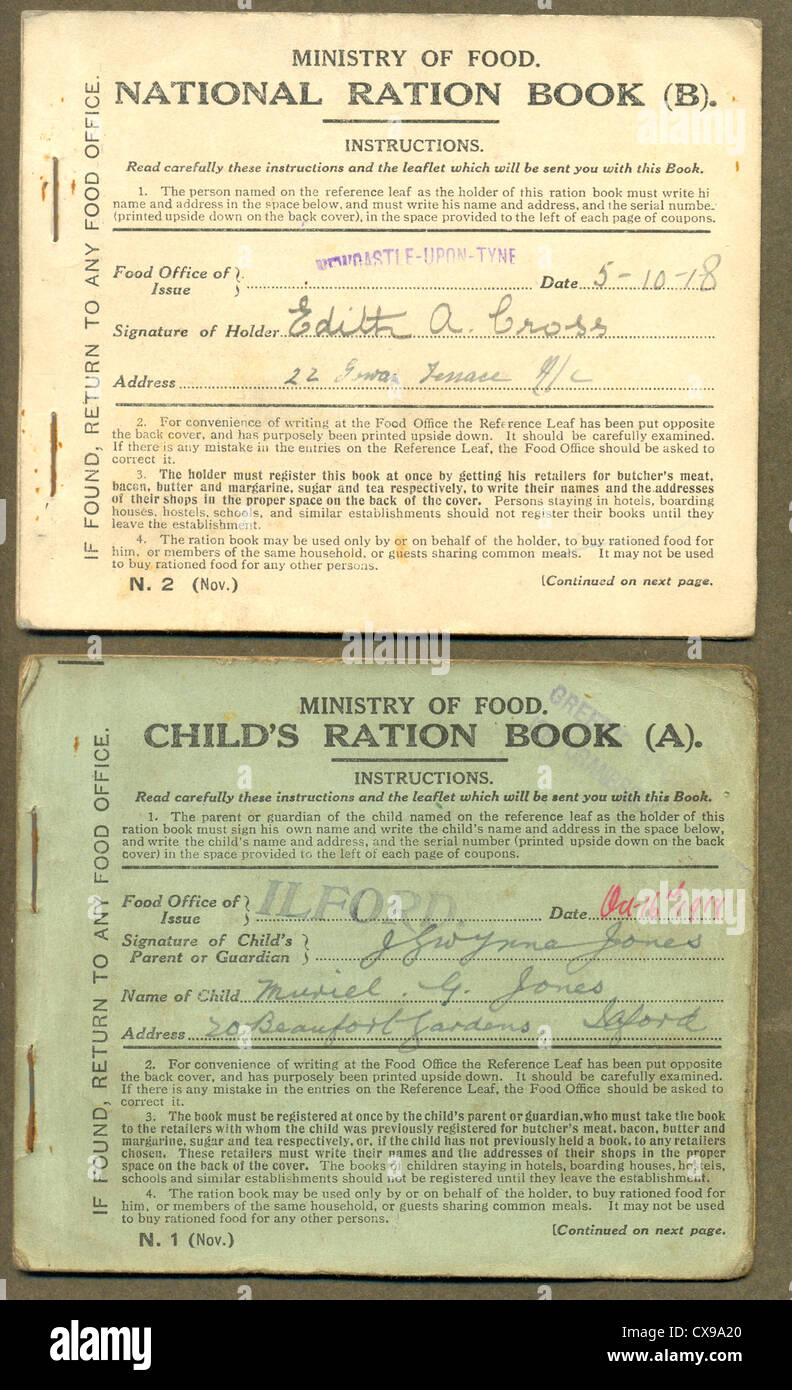 MINISTRY OF FOOD.
NATIONAL RATION BOOK (B).
INSTRUCTIONS.
Read carefully these instructions and the leaflet which will be sent you with this Book.
1. The person named on the reference leaf as the holder of this ration book must write hi
name and address in the space below, and must write his name and address, and the serial numbe
(printed upside down on the back cover), in the space provided to the left of each page of coupons.
Food Office of Issue } NEWCASTLE-UPON-TYNE Date 5-10-18
Signature of Holder Edith A. Cross
Address 22 Terrace N/c
2. For convenience of writing at the Food Office the Reference Leaf has been put opposite
the back cover, and has purposely been printed upside down. It should be carefully examined.
If there is any mistake in the entries on the Reference Leaf, the Food Office should be asked to
correct it.
3. The holder must register this book at once by getting his retailers for butcher's meat,
bacon, butter and margarine, sugar and tea respectively, to write their names and the addresses
of their shops in the proper space on the back of the cover. Persons staying in hotels, boarding
houses, hostels, schools, and similar establishments should not register their books until they
leave the establishment.
4. The ration book may be used only by or on behalf of the holder, to buy rationed food for
him, or members of the same household, or guests sharing common meals. It may not be used
to buy rationed food for any other persons.
N. 2 (Nov.) [Continued on next page.
IF FOUND, RETURN TO ANY FOOD OFFICE.
MINISTRY OF FOOD.
CHILD'S RATION BOOK (A).
INSTRUCTIONS.
Read carefully these instructions and the leaflet which will be sent you with this Book.
1. The parent or guardian of the child named on the reference leaf as the holder of this
ration book must sign his own name and write the child's name and address in the space below,
and write the child's name and address, and the serial number (printed upside down on the back
cover) in the space provided to the left of each page of coupons.
Food Office of Issue } ILFORD Date Oct
Signature of Child's Parent or Guardian } J Gwynne Jones
Name of Child Muriel . G. Jones
Address 20 Beaufort Gardens Ilford
2. For convenience of writing at the Food Office the Reference Leaf has been put opposite
the back cover, and has purposely been printed upside down. It should be carefully examined.
If there is any mistake in the entries on the Reference Leaf, the Food Office should be asked to
correct it.
3. The book must be registered at once by the child's parent or guardian, who must take the book
to the retailers with whom the child was previously registered for butcher's meat, bacon, butter and
margarine, sugar and tea respectively, or, if the child has not previously held a book, to any retailers
chosen. These retailers must write their names and the addresses of their shops in the proper
space on the back of the cover. The books of children staying in hotels, boarding houses, hostels,
schools and similar establishments should not be registered until they leave the establishment.
4. The ration book may be used only by or on behalf of the holder, to buy rationed food for
him, or members of the same household, or guests sharing common meals. It may not be used
to buy rationed food for any other persons.
N. 1 (Nov.) [Continued on next page.
IF FOUND, RETURN TO ANY FOOD OFFICE.
alamy
alamy
Image ID: CX9A20
www.alamy.com